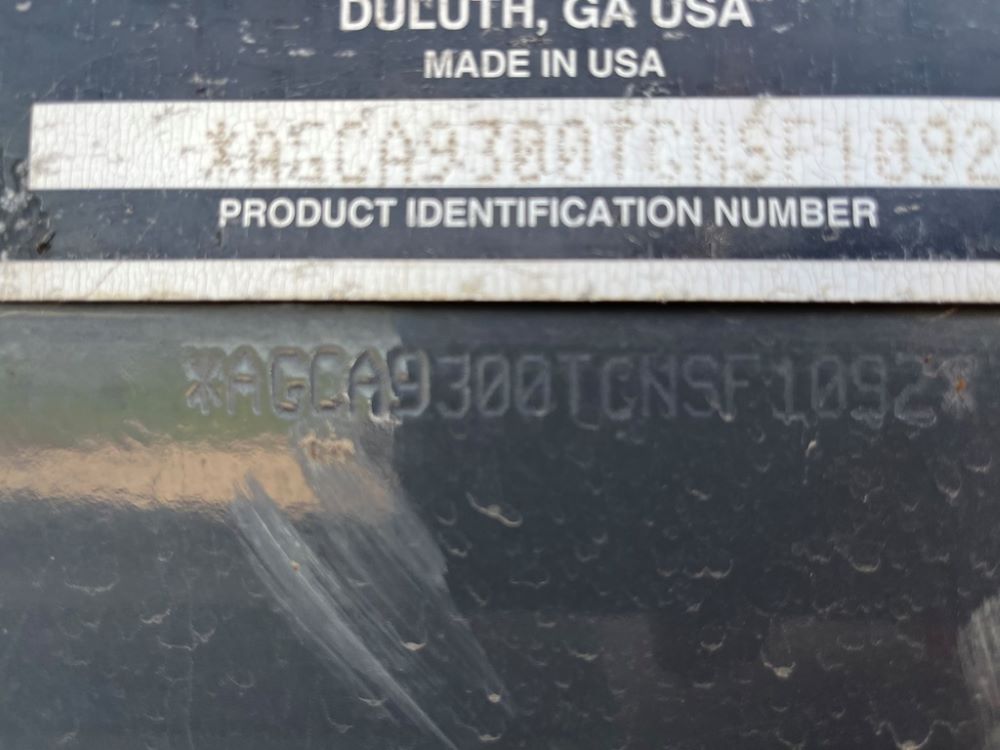 DULUTH, GA USA
MADE IN USA
*AGCA9300TCNSF1092
PRODUCT IDENTIFICATION NUMBER
*AGCA9300TCNSF1092*